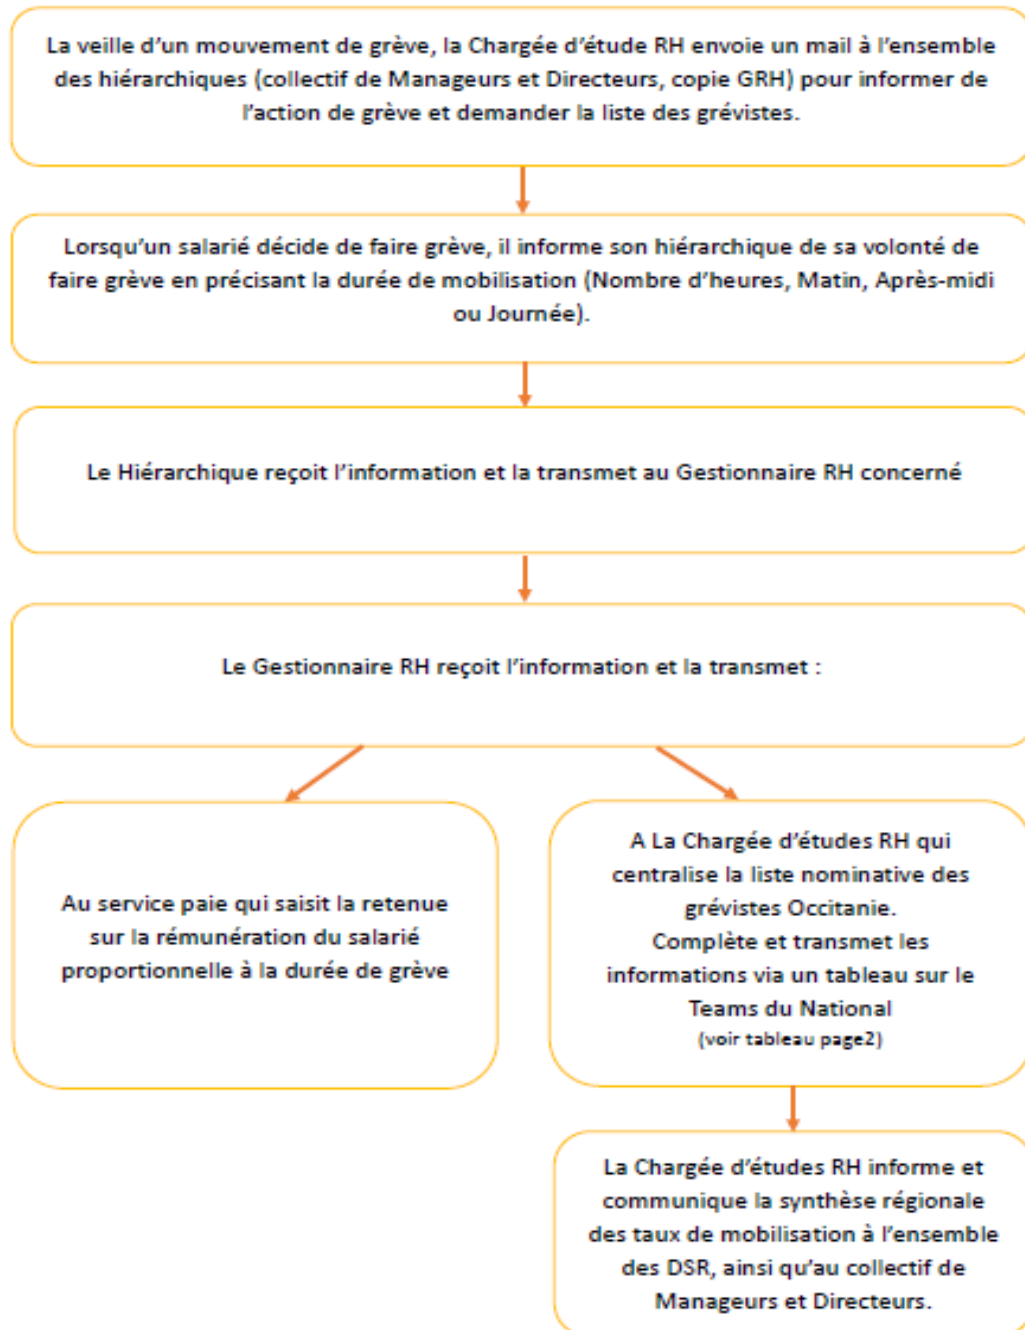 La veille d'un mouvement de grève, la Chargée d'étude RH envoie un mail à l'ensemble
des hiérarchiques (collectif de Manageurs et Directeurs, copie GRH) pour informer de
l'action de grève et demander la liste des grévistes.
Lorsqu'un salarié décide de faire grève, il informe son hiérarchique de sa volonté de
faire grève en précisant la durée de mobilisation (Nombre d'heures, Matin, Après-midi
ou Journée).
Le Hiérarchique reçoit l'information et la transmet au Gestionnaire RH concerné
Le Gestionnaire RH reçoit l'information et la transmet :
Au service paie qui saisit la retenue
sur la rémunération du salarié
proportionnelle à la durée de grève
A La Chargée d'études RH qui
centralise la liste nominative des
grévistes Occitanie.
Complète et transmet les
informations via un tableau sur le
Teams du National
(voir tableau page2)
La Chargée d'études RH informe et
communique la synthèse régionale
des taux de mobilisation à l'ensemble
des DSR, ainsi qu'au collectif de
Manageurs et Directeurs.